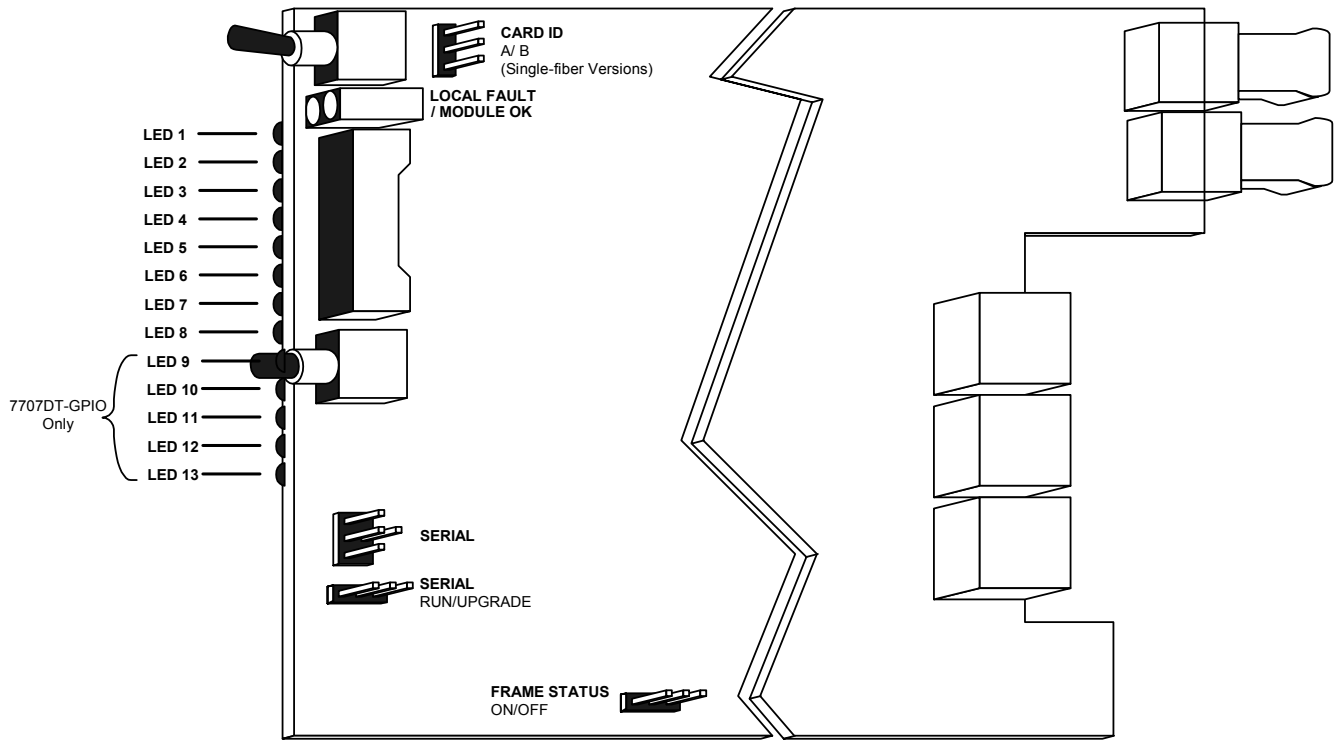 CARD ID
A/ B
(Single-fiber Versions)
LOCAL FAULT
/ MODULE OK
LED 1
LED 2
LED 3
LED 4
LED 5
LED 6
LED 7
LED 8
LED 9
LED 10
LED 11
LED 12
LED 13
7707DT-GPIO
Only
SERIAL
SERIAL
RUN/UPGRADE
FRAME STATUS
ON/OFF